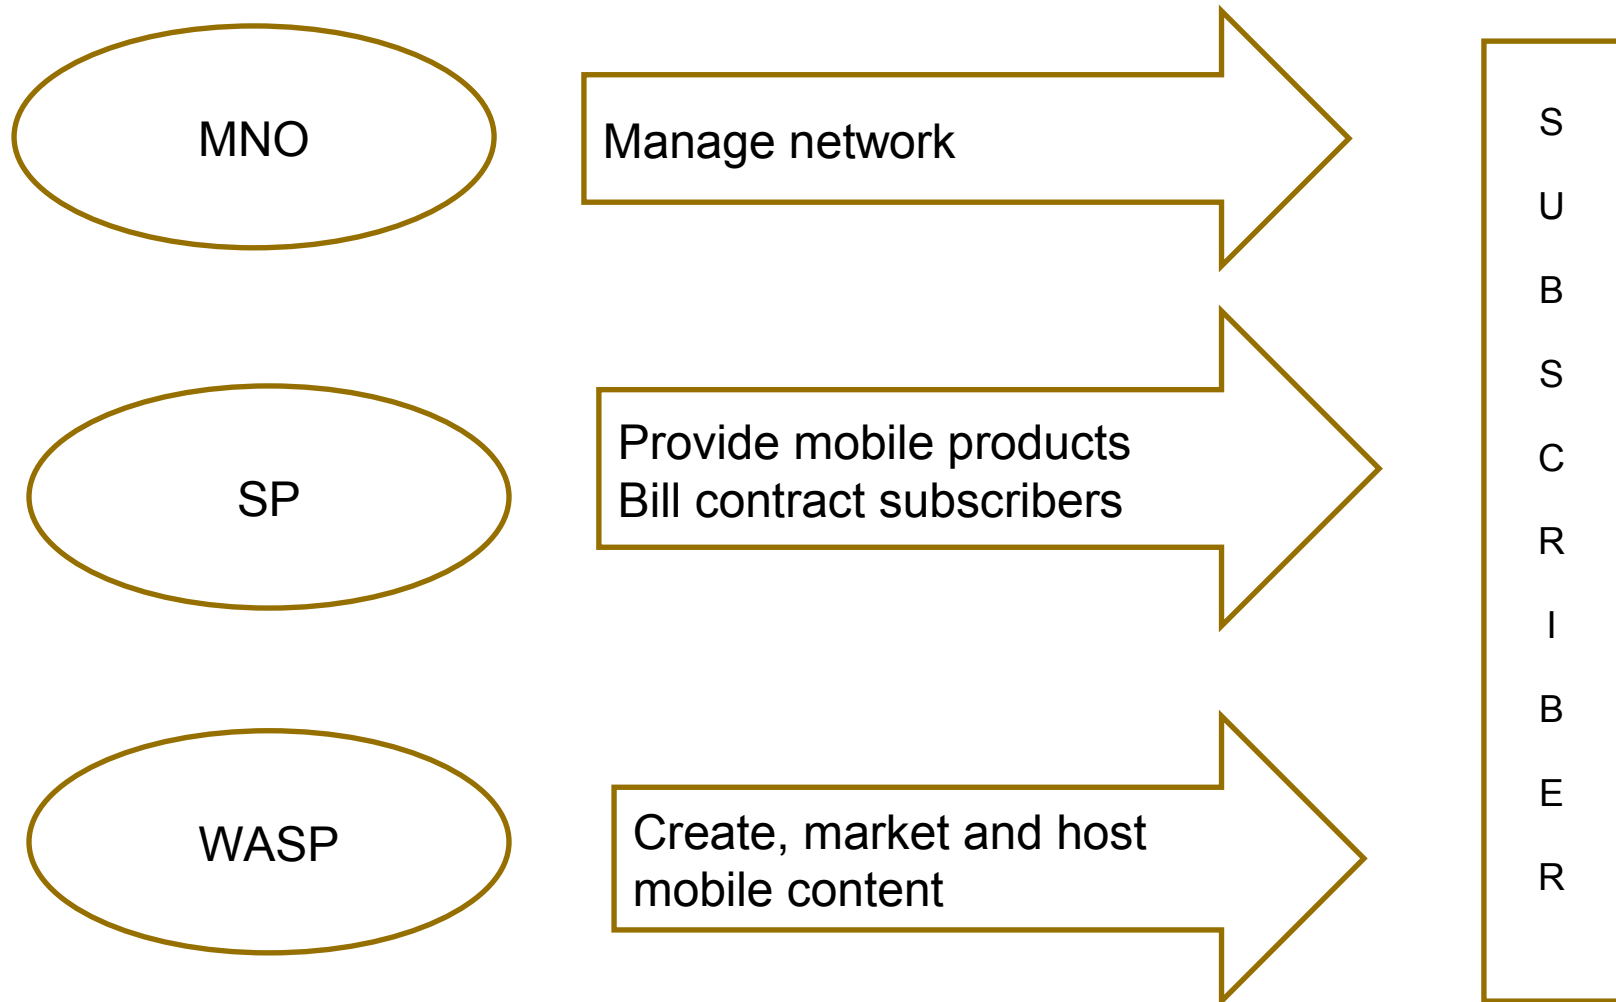 MNO
Manage network
SP
Provide mobile products
Bill contract subscribers
WASP
Create, market and host
mobile content
S
U
B
S
C
R
I
B
E
R